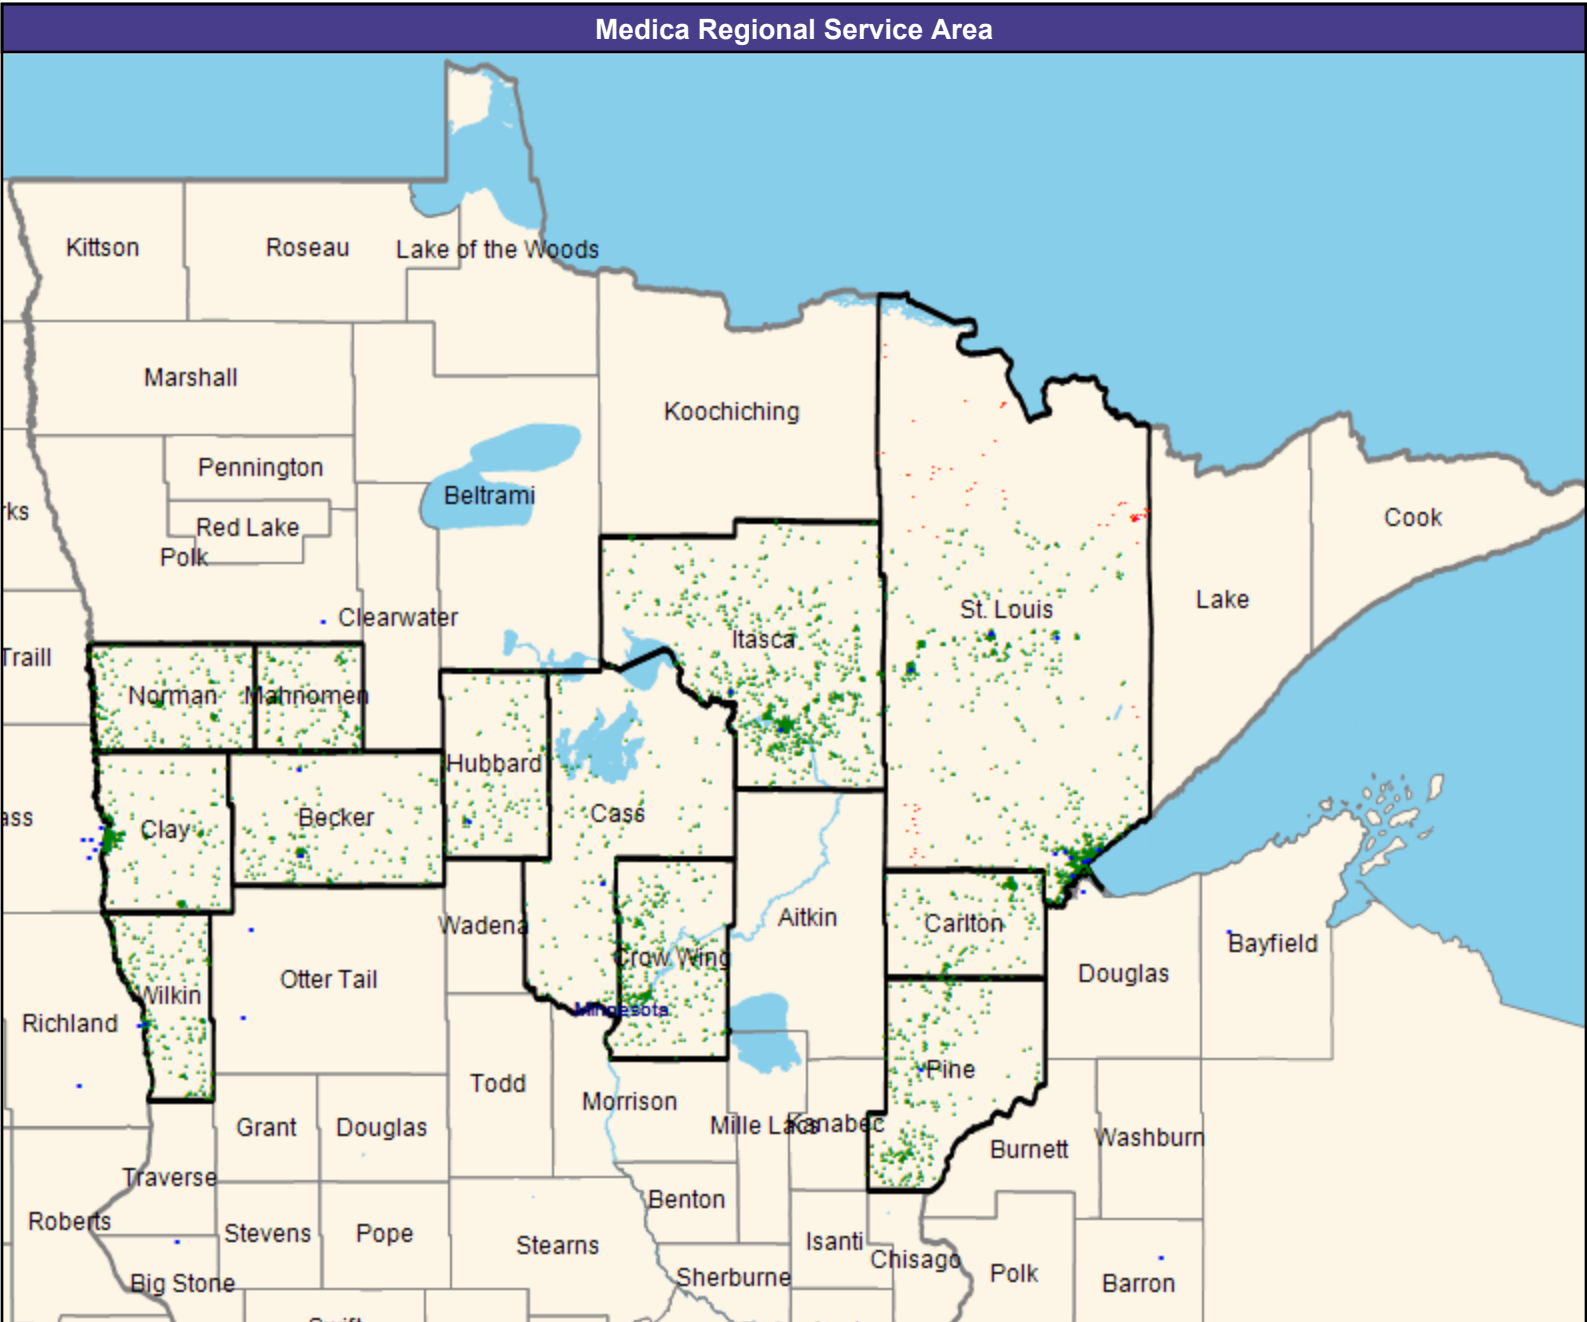 Medica Regional Service Area
Kittson
Roseau
Lake of the Woods
Marshall
Koochiching
Pennington
Beltrami
rks
Red Lake
Cook
Polk
Lake
St. Louis
Clearwater
Itasca
Traill
Norman
Mahnomen
Hubbard
Cass
ass
Clay
Becker
Aitkin
Carlton
Wadena
Bayfield
Crow Wing
Douglas
Otter Tail
Wilkin
Minnesota
Richland
Pine
Todd
Morrison
Mille Lacs
Kanabec
Grant
Douglas
Washburn
Burnett
Traverse
Benton
Roberts
Stevens
Pope
Stearns
Isanti
Chisago
Polk
Sherburne
Big Stone
Barron
Swift